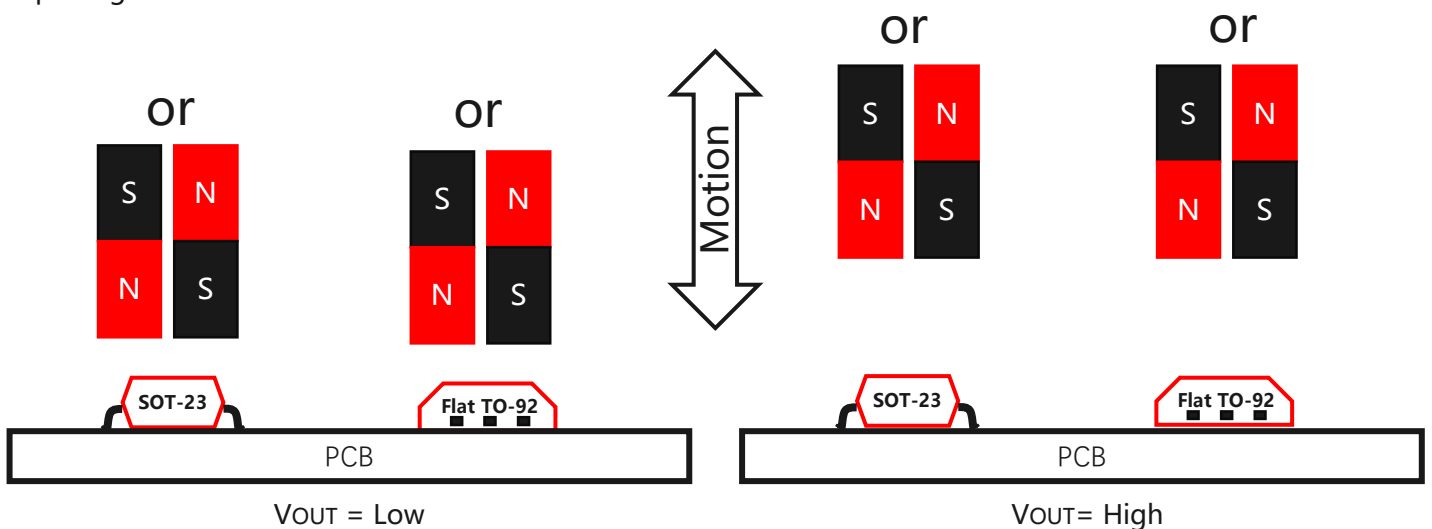 or or
S N S N
N S N S
SOT-23 Flat TO-92
PCB
VOUT = Low
Motion
or or
S N S N
N S N S
SOT-23 Flat TO-92
PCB
VOUT= High